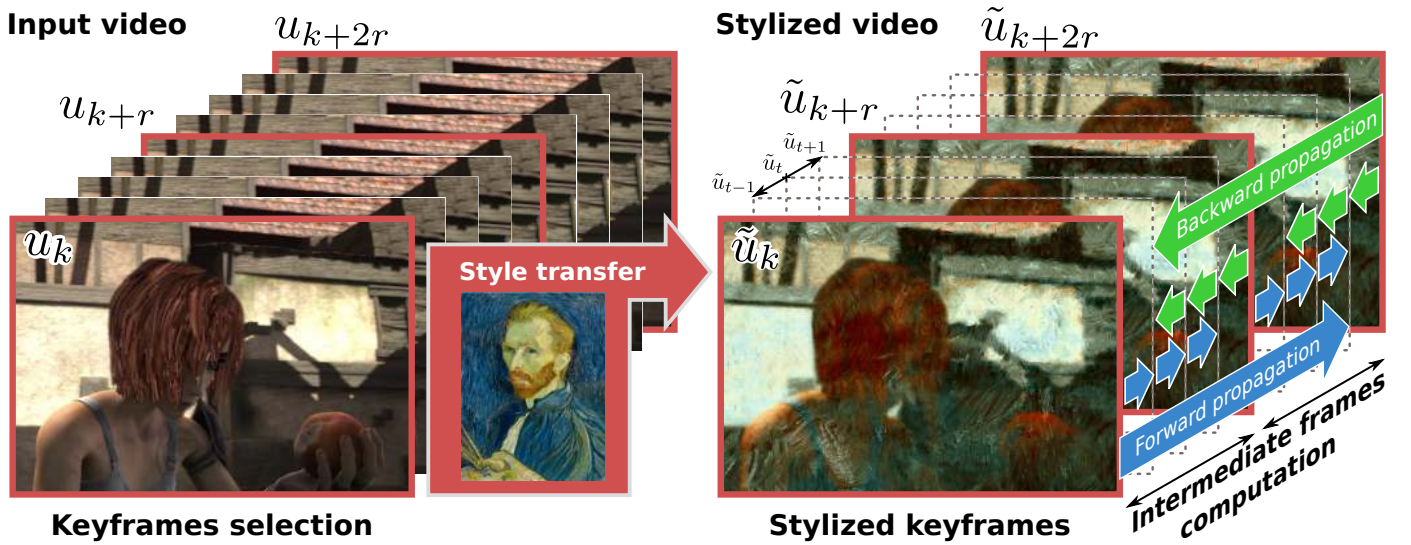 Input video
u_{k+2r}
u_{k+r}
u_k
Style transfer
Keyframes selection
Stylized video
ũ_{k+2r}
ũ_{k+r}
ũ_{t+1}
ũ_t
ũ_{t−1}
ũ_k
Backward propagation
Forward propagation
Intermediate frames
computation
Stylized keyframes